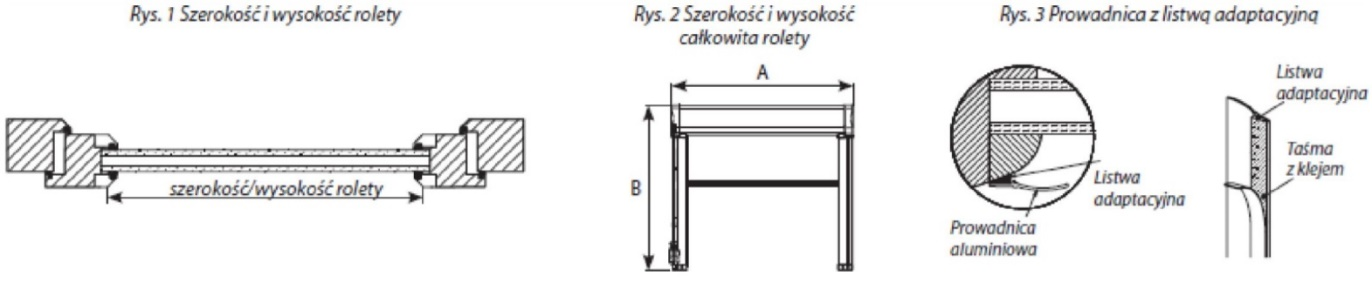 Rys. 1 Szerokość i wysokość rolety
szerokość/wysokość rolety
Rys. 2 Szerokość i wysokość
całkowita rolety
A
B
Rys. 3 Prowadnica z listwą adaptacyjną
Listwa
adaptacyjna
Prowadnica
aluminiowa
Listwa
adaptacyjna
Taśma
z klejem